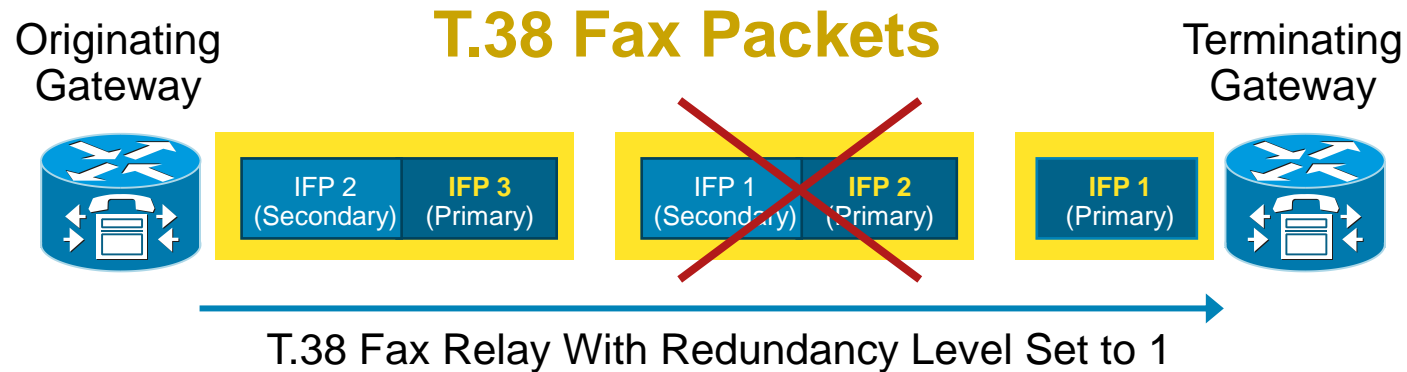 T.38 Fax Packets
Originating
Gateway
Terminating
Gateway
IFP 2
(Secondary)
IFP 3
(Primary)
IFP 1
(Secondary)
IFP 2
(Primary)
IFP 1
(Primary)
T.38 Fax Relay With Redundancy Level Set to 1